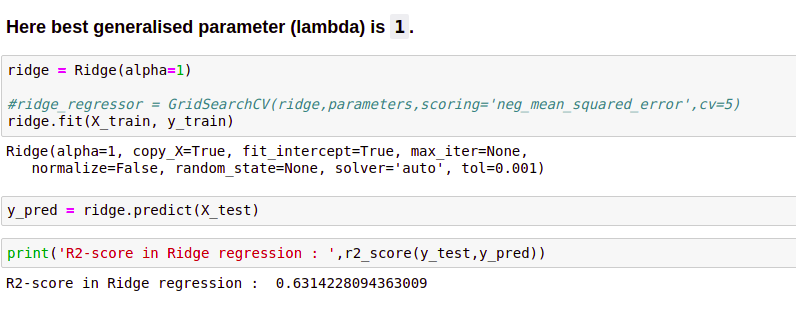 Here best generalised parameter (lambda) is 1.
ridge = Ridge(alpha=1)
#ridge_regressor = GridSearchCV(ridge,parameters,scoring='neg_mean_squared_error',cv=5)
ridge.fit(X_train, y_train)
Ridge(alpha=1, copy_X=True, fit_intercept=True, max_iter=None,
   normalize=False, random_state=None, solver='auto', tol=0.001)
y_pred = ridge.predict(X_test)
print('R2-score in Ridge regression : ',r2_score(y_test,y_pred))
R2-score in Ridge regression :  0.6314228094363009